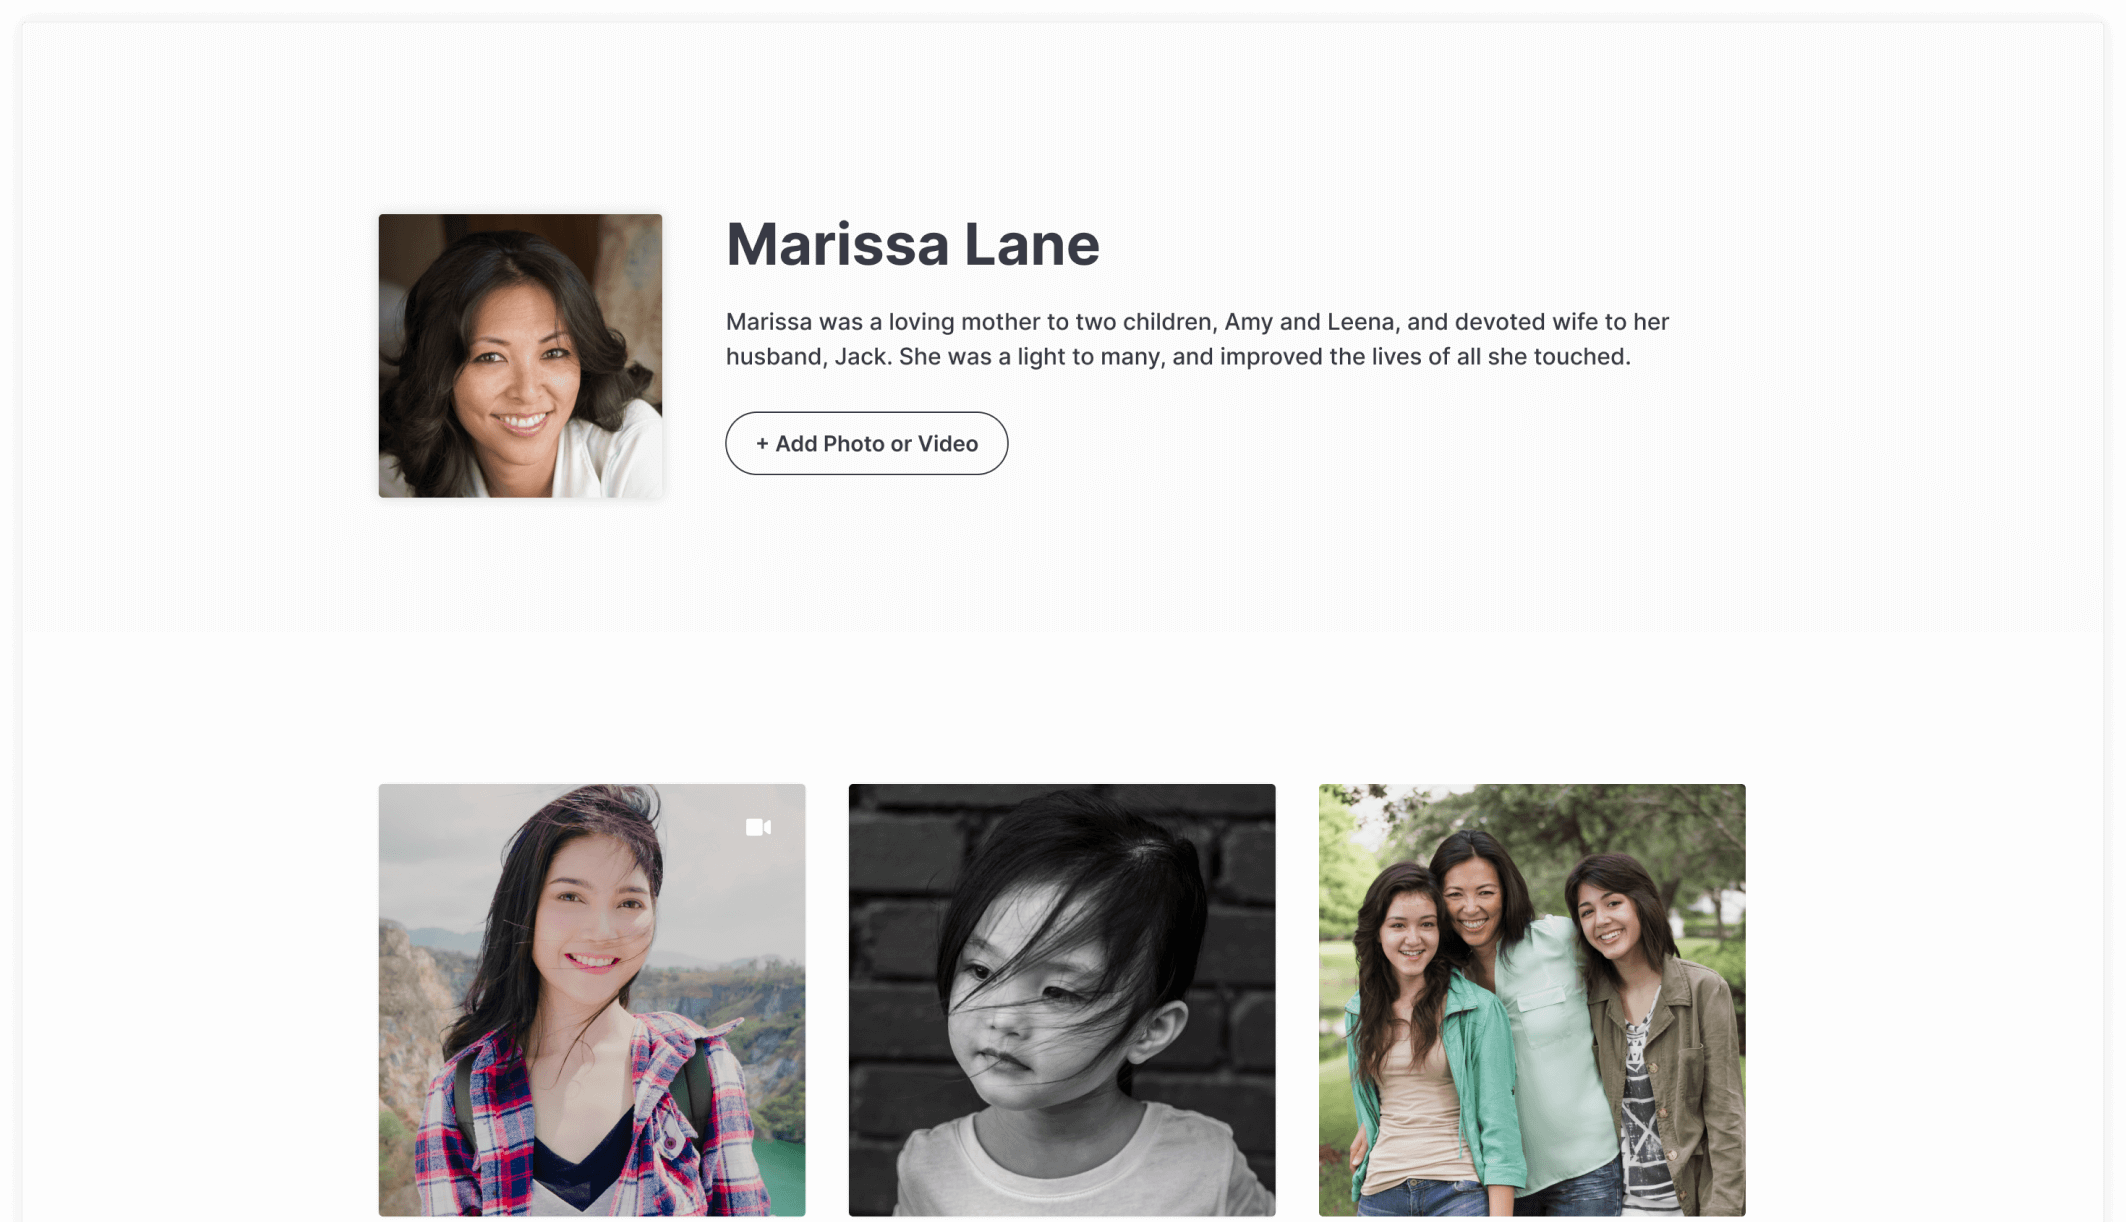 Marissa Lane
Marissa was a loving mother to two children, Amy and Leena, and devoted wife to her
husband, Jack. She was a light to many, and improved the lives of all she touched.
+ Add Photo or Video